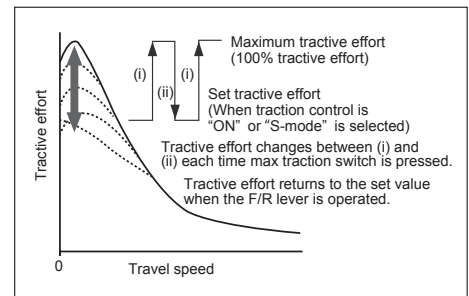 Maximum tractive effort
(100% tractive effort)
(i)
(i)
(ii)
Set tractive effort
(When traction control is
"ON" or "S-mode" is selected)
Tractive effort changes between (i) and
(ii) each time max traction switch is pressed.
Tractive effort returns to the set value
when the F/R lever is operated.
Tractive effort
0
Travel speed